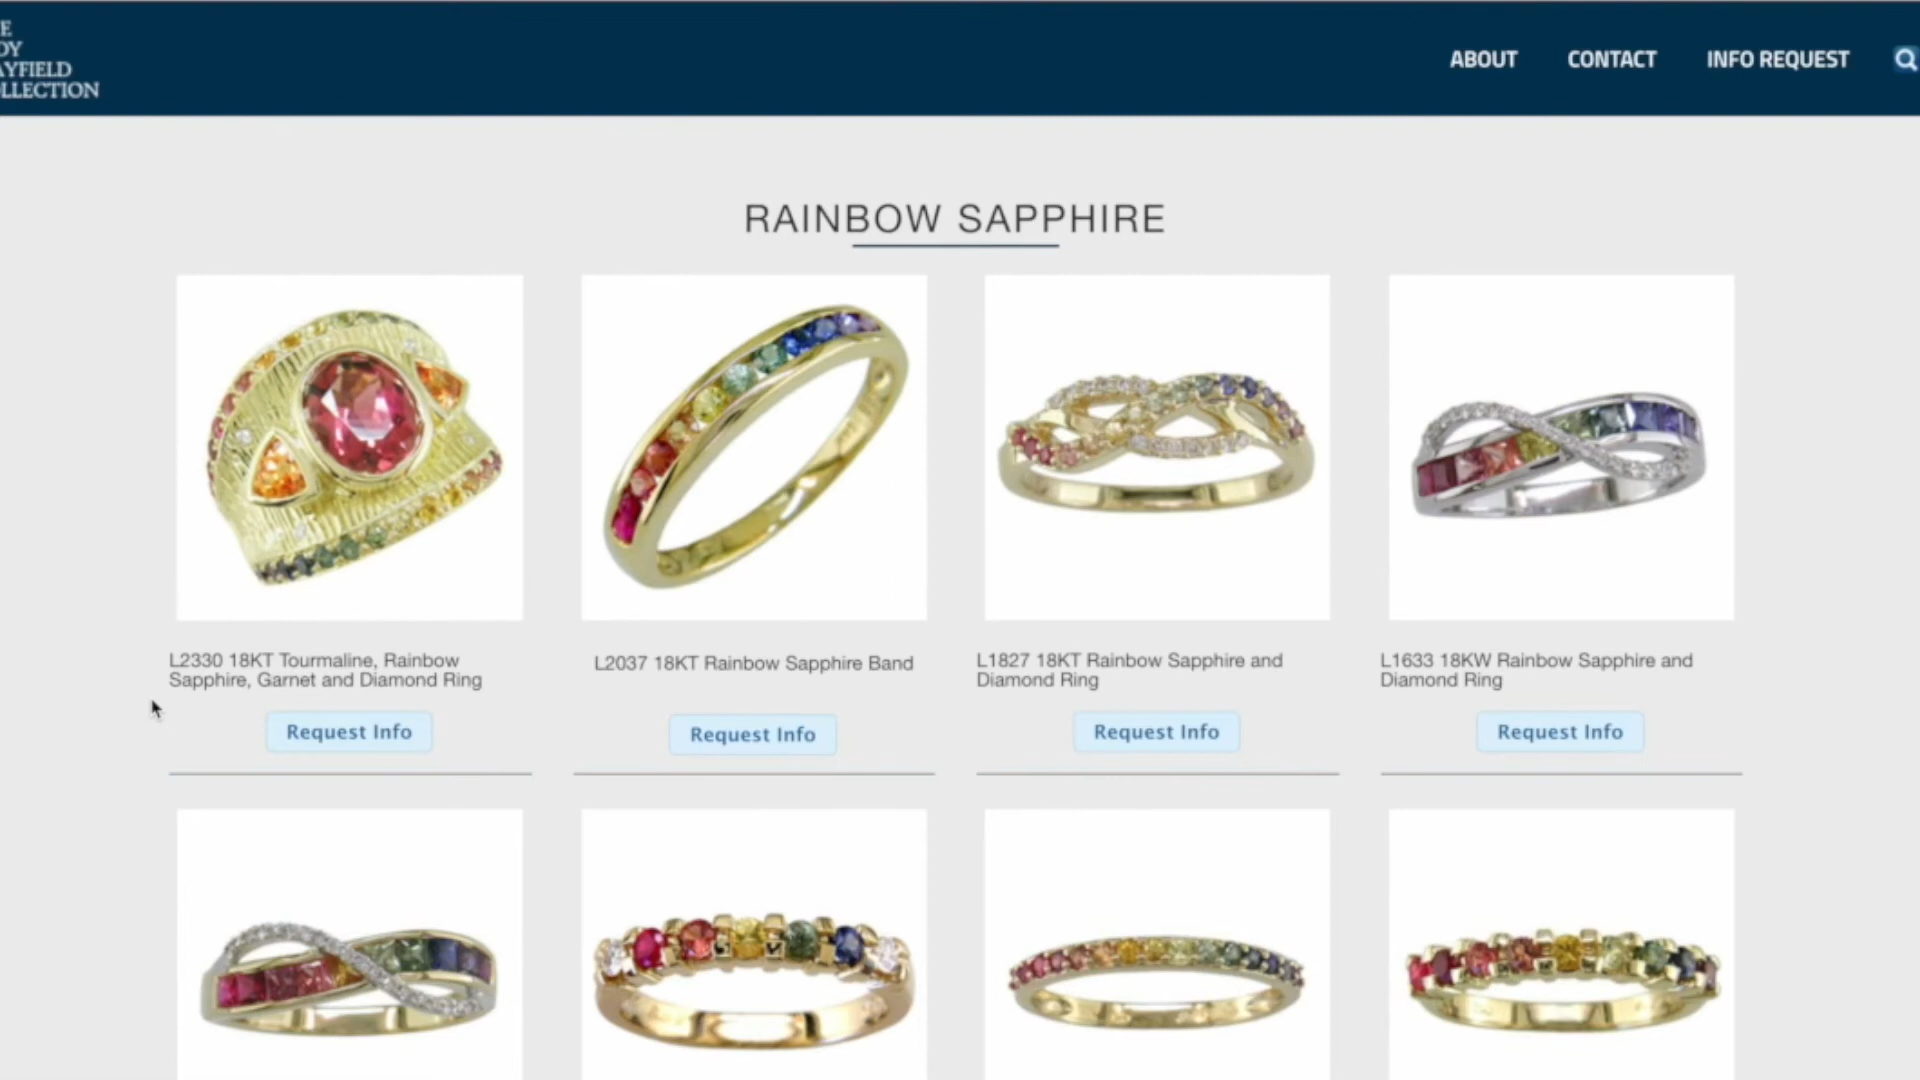 ABOUT CONTACT INFO REQUEST
RAINBOW SAPPHIRE
L2330 18KT Tourmaline, Rainbow
Sapphire, Garnet and Diamond Ring
L2037 18KT Rainbow Sapphire Band
L1827 18KT Rainbow Sapphire and
Diamond Ring
L1633 18KW Rainbow Sapphire and
Diamond Ring
Request Info
Request Info
Request Info
Request Info